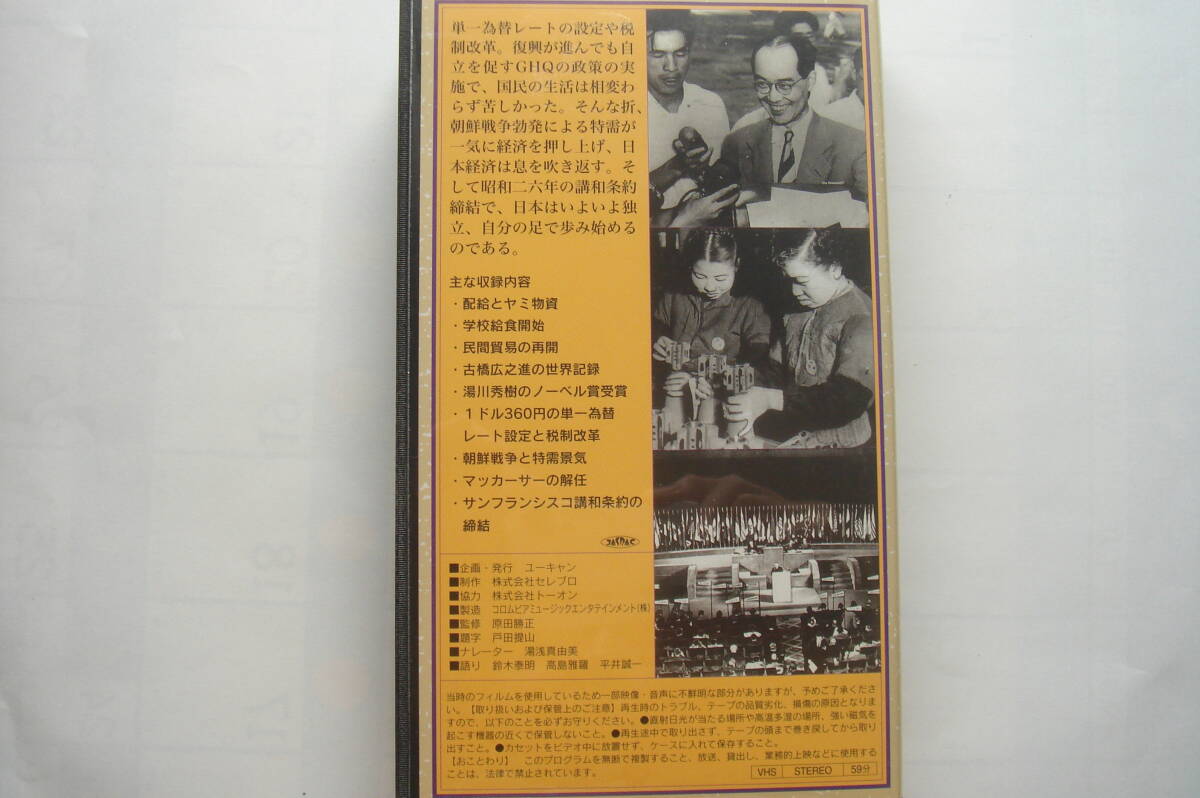 単一為替レートの設定や税
制改革。復興が進んでも自
立を促すGHQの政策の実
施で、国民の生活は相変わ
らず苦しかった。そんな折、
朝鮮戦争勃発による特需が
一気に経済を押し上げ、日
本経済は息を吹き返す。そ
して昭和二六年の講和条約
締結で、日本はいよいよ独
立、自分の足で歩み始める
のである。
主な収録内容
・配給とヤミ物資
・学校給食開始
・民間貿易の再開
・古橋広之進の世界記録
・湯川秀樹のノーベル賞受賞
・1ドル360円の単一為替
レート設定と税制改革
・朝鮮戦争と特需景気
・マッカーサーの解任
・サンフランシスコ講和条約の
締結
JASRAC
■企画・発行 ユーキャン
■制作 株式会社セレブロ
■協力 株式会社トーオン
■製造 コロムビアミュージックエンタテインメント(株)
■監修 原田勝正
■題字 戸田提山
■ナレーター 湯浅真由美
■語り 鈴木泰明 高島雅羅 平井誠一
当時のフィルムを使用しているため一部映像・音声に不鮮明な部分がありますが、予めご了承くださ
い。【取り扱いおよび保管上のご注意】再生時のトラブル、テープの品質劣化、損傷の原因となりま
すので、以下のことを必ずお守りください。●直射日光が当たる場所や高温多湿の場所、強い磁気を
起こす機器の近くで保管しないこと。●再生途中で取り出さず、テープの頭まで巻き戻してから取り
出すこと。●カセットをビデオ中に放置せず、ケースに入れて保存すること。
【おことわり】 このプログラムを無断で複製すること、放送、貸出し、業務的上映などに使用する
ことは、法律で禁止されています。
VHS STEREO 59分